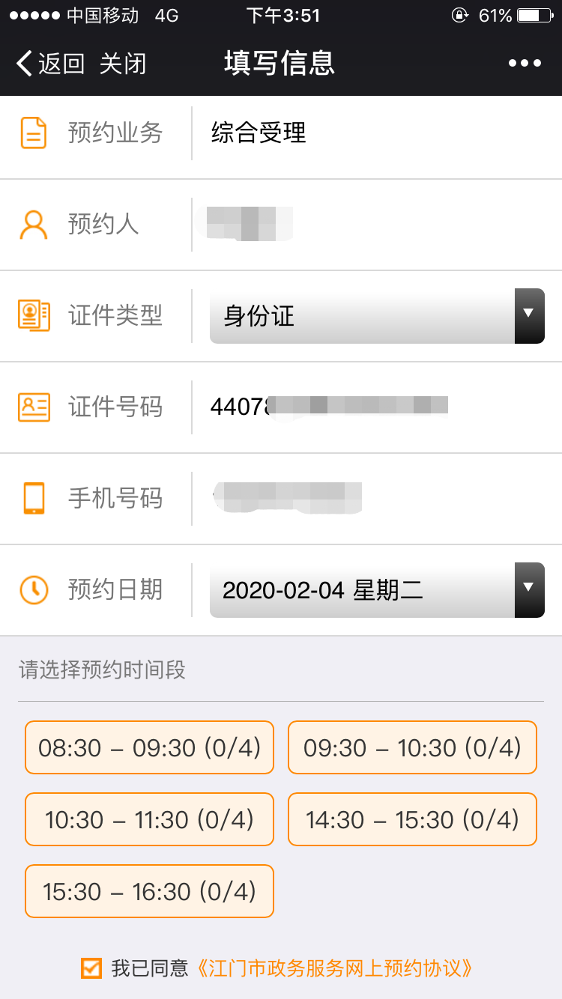 中国移动 4G 下午3:51 61%
返回 关闭 填写信息
预约业务 综合受理
预约人
证件类型 身份证
证件号码 4407
手机号码
预约日期 2020-02-04 星期二
请选择预约时间段
08:30 – 09:30 (0/4) 09:30 – 10:30 (0/4)
10:30 – 11:30 (0/4) 14:30 – 15:30 (0/4)
15:30 – 16:30 (0/4)
我已同意《江门市政务服务网上预约协议》